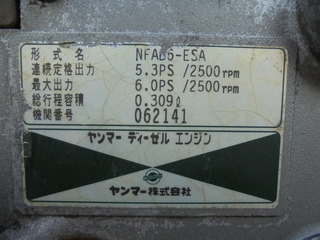 形式名 NFAD6-ESA
連続定格出力 5.3PS /2500rpm
最大出力 6.0PS /2500rpm
総行程容積 0.309ℓ
機関番号 062141
ヤンマー ディーゼル エンジン
ヤンマー株式会社